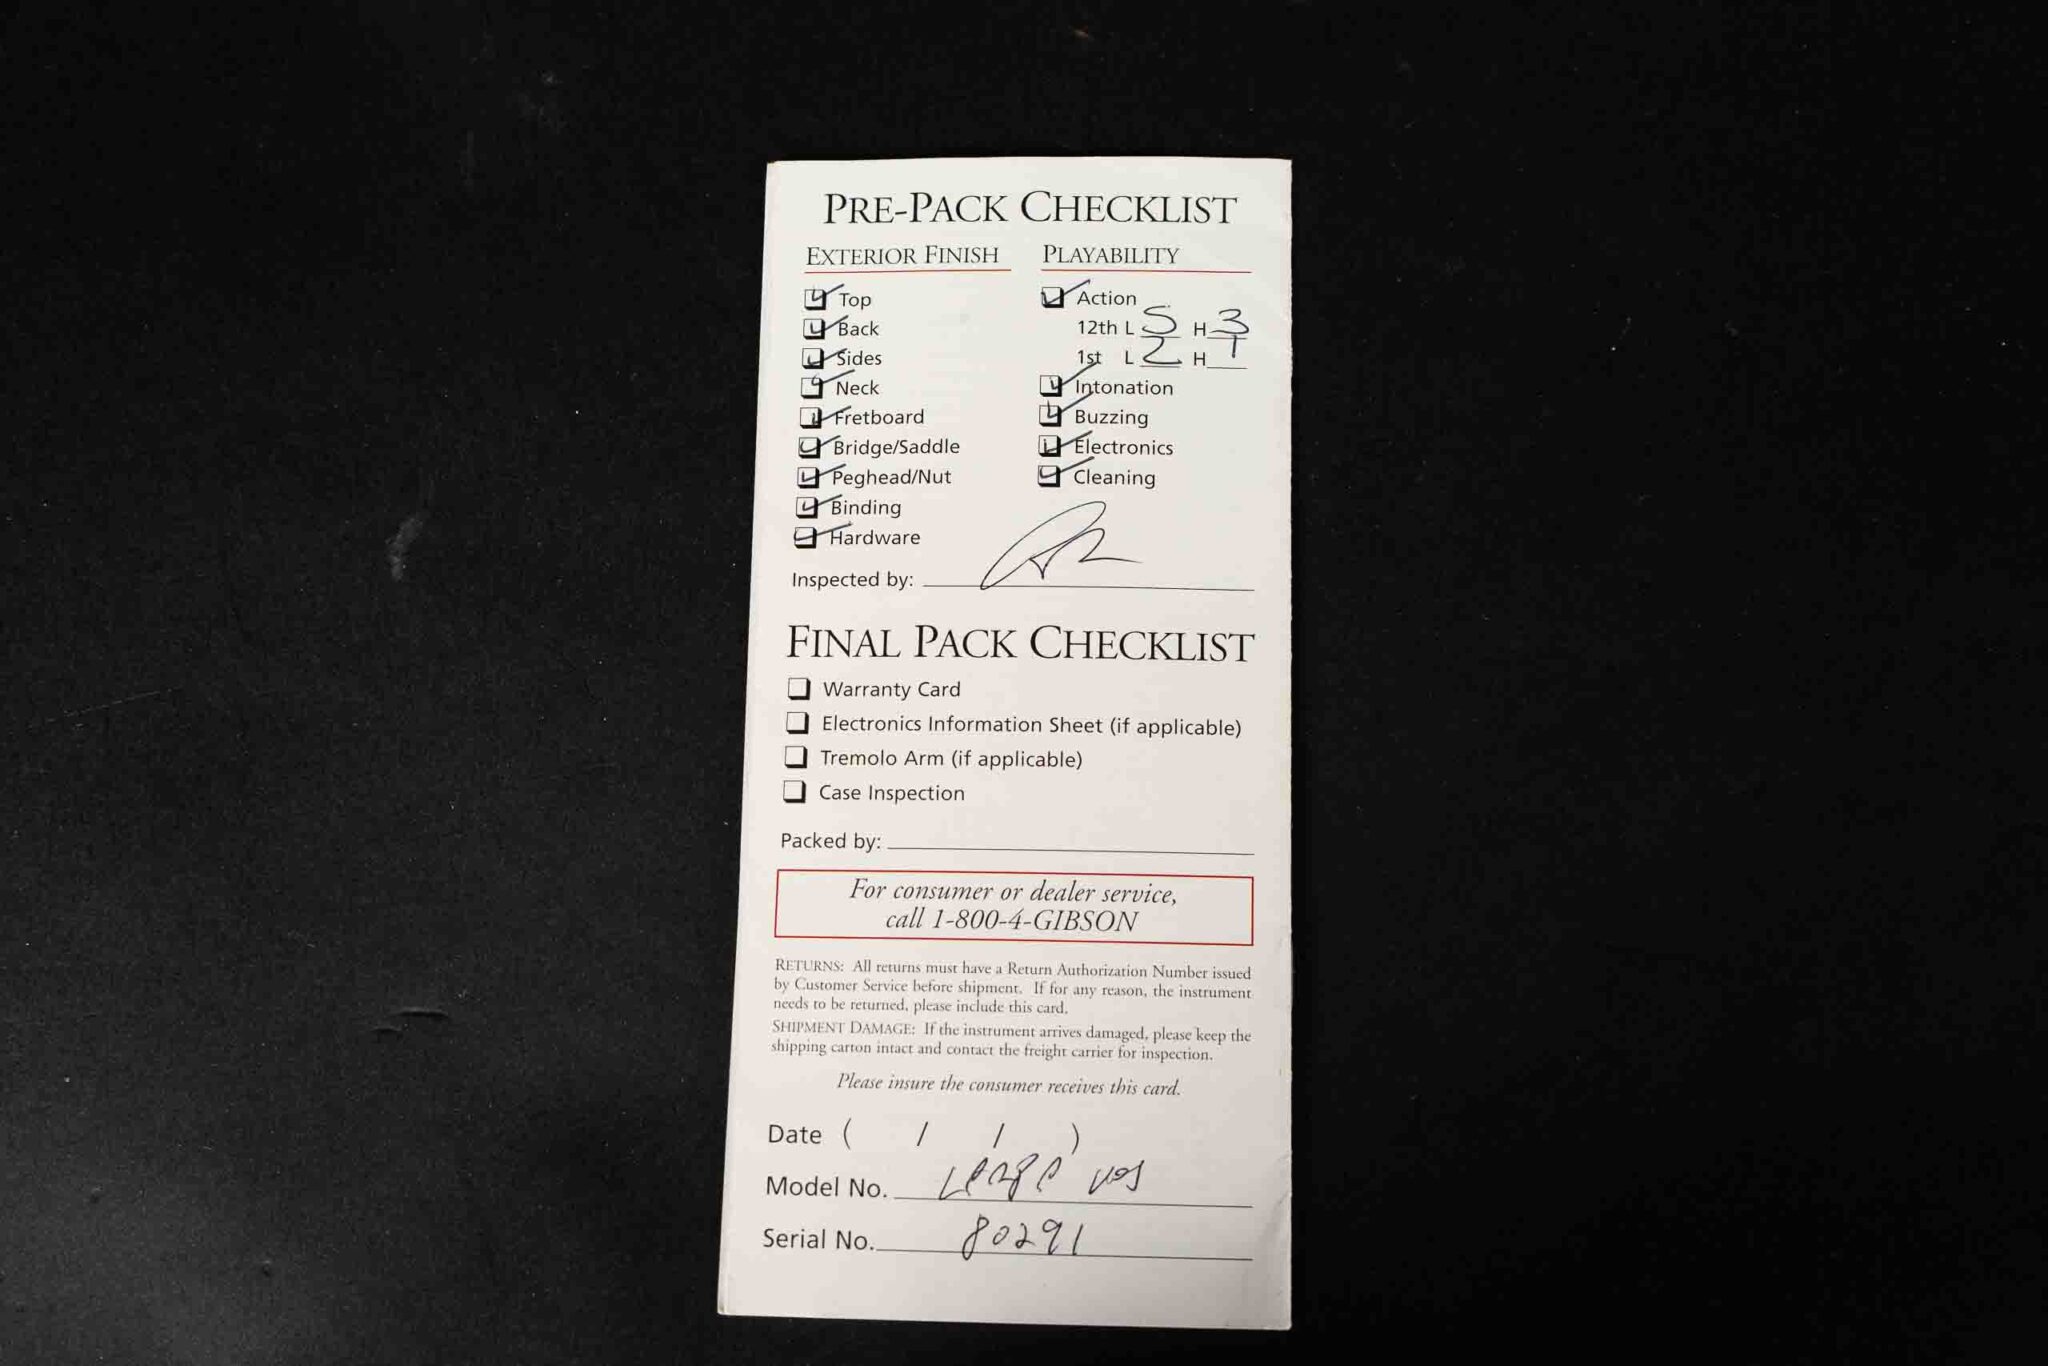 PRE-PACK CHECKLIST
EXTERIOR FINISH
Top
Back
Sides
Neck
Fretboard
Bridge/Saddle
Peghead/Nut
Binding
Hardware
PLAYABILITY
Action
12th L 5 H 3
1st L 2 H 1
Intonation
Buzzing
Electronics
Cleaning
Inspected by:
FINAL PACK CHECKLIST
Warranty Card
Electronics Information Sheet (if applicable)
Tremolo Arm (if applicable)
Case Inspection
Packed by:
For consumer or dealer service,
call 1-800-4-GIBSON
RETURNS: All returns must have a Return Authorization Number issued
by Customer Service before shipment. If for any reason, the instrument
needs to be returned, please include this card.
SHIPMENT DAMAGE: If the instrument arrives damaged, please keep the
shipping carton intact and contact the freight carrier for inspection.
Please insure the consumer receives this card.
Date ( / / )
Model No.
Serial No. 80291